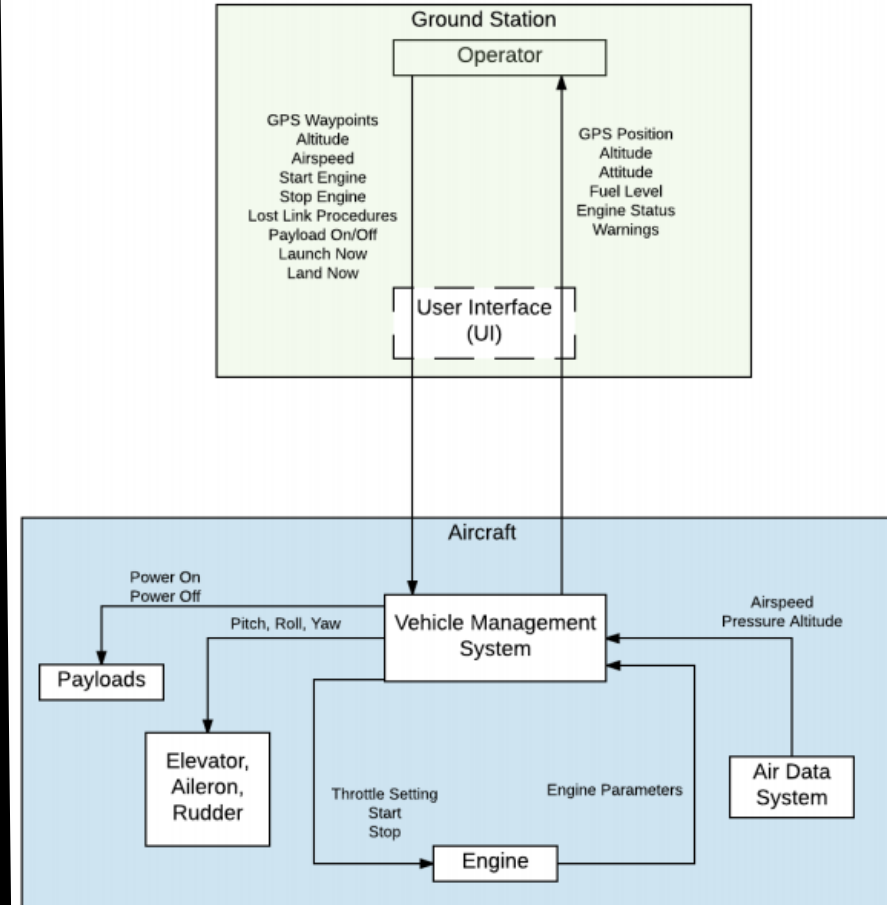 Ground Station
Operator
GPS Waypoints
Altitude
Airspeed
Start Engine
Stop Engine
Lost Link Procedures
Payload On/Off
Launch Now
Land Now
GPS Position
Altitude
Attitude
Fuel Level
Engine Status
Warnings
User Interface
(UI)
Aircraft
Power On
Power Off
Pitch, Roll, Yaw
Vehicle Management
System
Airspeed
Pressure Altitude
Payloads
Elevator,
Aileron,
Rudder
Throttle Setting
Start
Stop
Engine Parameters
Air Data
System
Engine